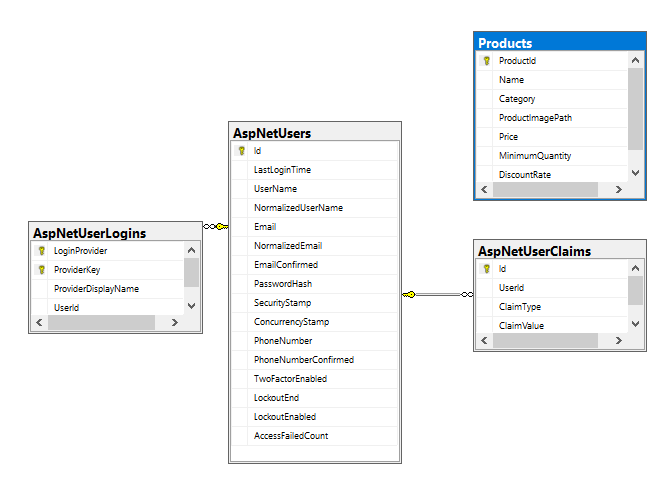 Products
ProductId
Name
Category
ProductImagePath
Price
MinimumQuantity
DiscountRate
AspNetUsers
Id
LastLoginTime
UserName
NormalizedUserName
Email
NormalizedEmail
EmailConfirmed
PasswordHash
SecurityStamp
ConcurrencyStamp
PhoneNumber
PhoneNumberConfirmed
TwoFactorEnabled
LockoutEnd
LockoutEnabled
AccessFailedCount
AspNetUserLogins
LoginProvider
ProviderKey
ProviderDisplayName
UserId
AspNetUserClaims
Id
UserId
ClaimType
ClaimValue